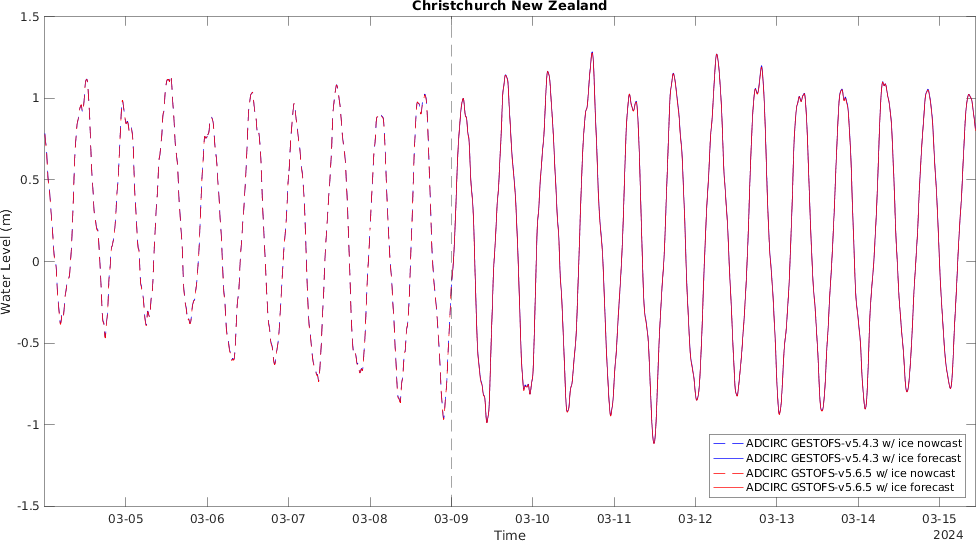 Christchurch New Zealand
1.5
1
0.5
0
-0.5
-1
-1.5
Water Level (m)
ADCIRC GESTOFS-v5.4.3 w/ ice nowcast
ADCIRC GESTOFS-v5.4.3 w/ ice forecast
ADCIRC GSTOFS-v5.6.5 w/ ice nowcast
ADCIRC GSTOFS-v5.6.5 w/ ice forecast
03-05 03-06 03-07 03-08 03-09 03-10 03-11 03-12 03-13 03-14 03-15
Time 2024